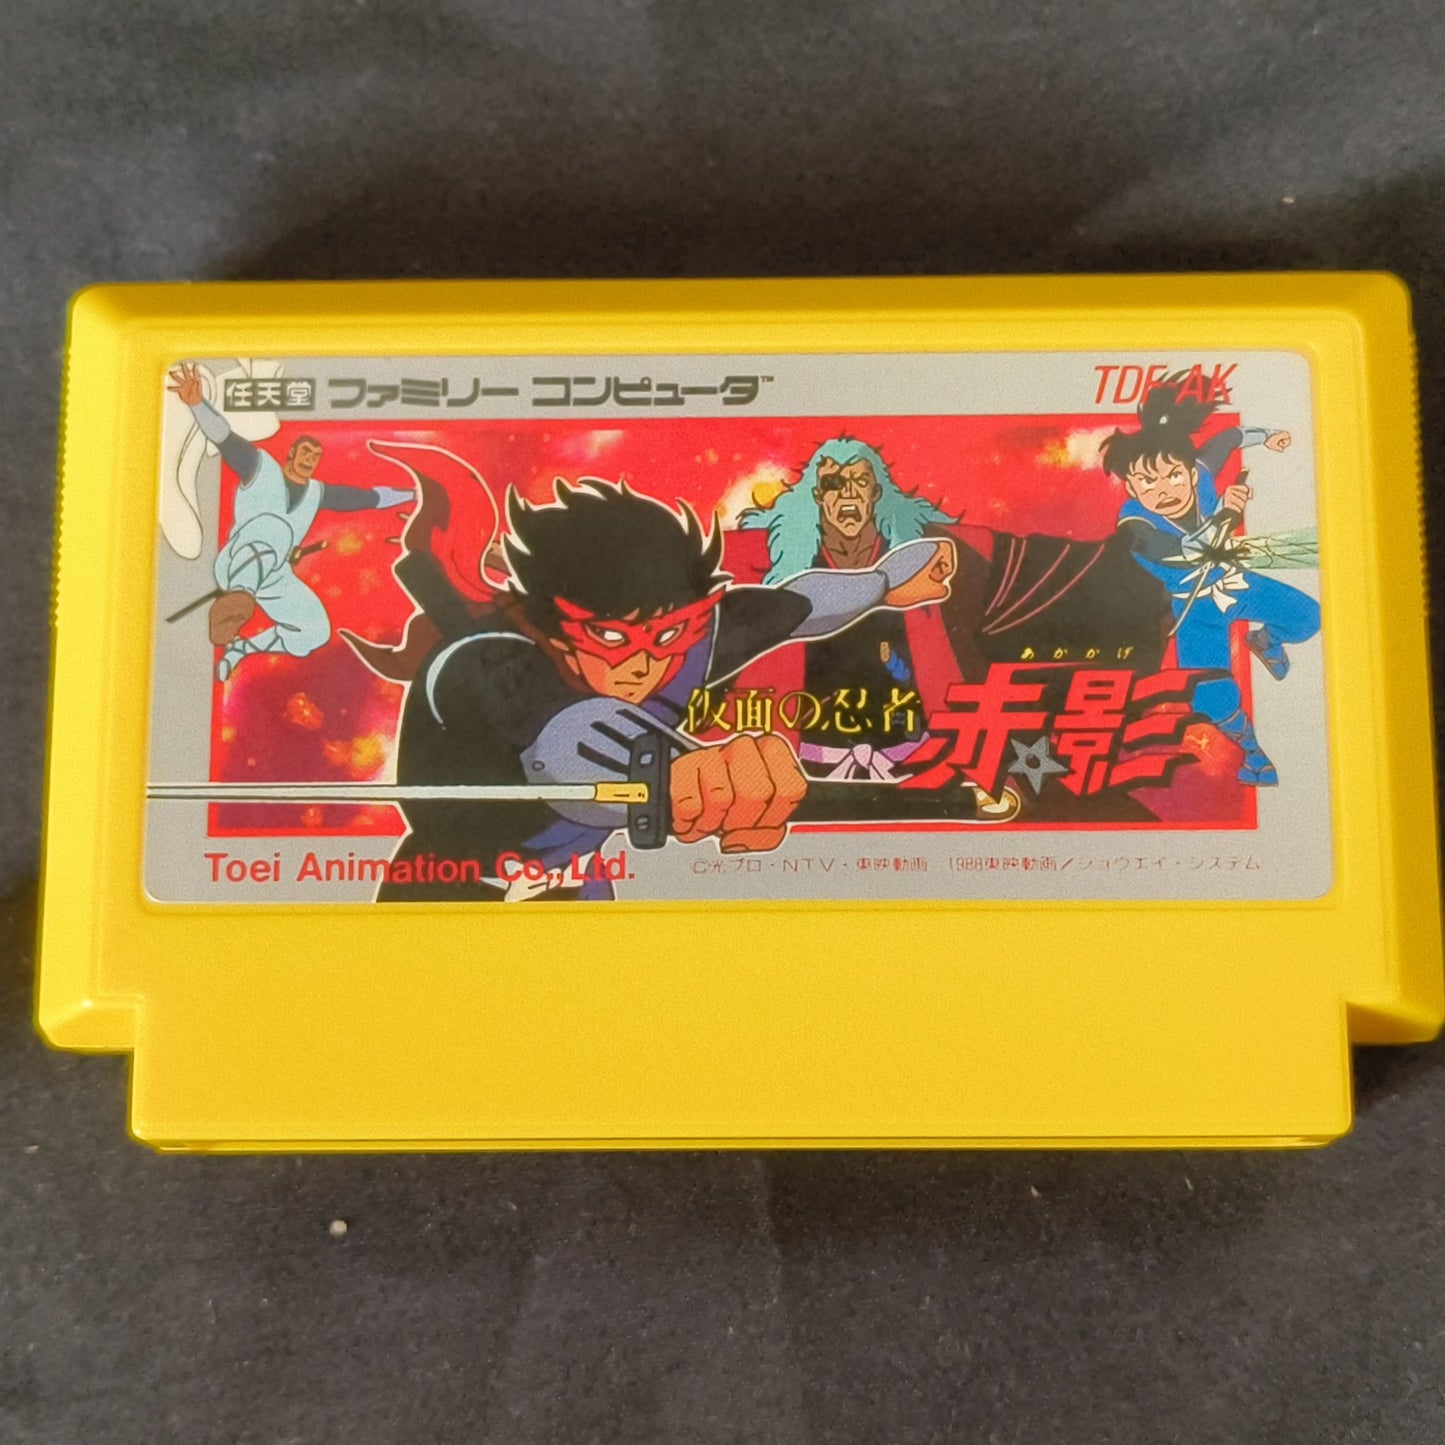 任天堂 ファミリー コンピュータ™
TDF-AK
あかかげ
仮面の忍者 赤影
Toei Animation Co., Ltd.
©光プロ・NTV・東映動画 1988東映動画/ショウエイ・システム